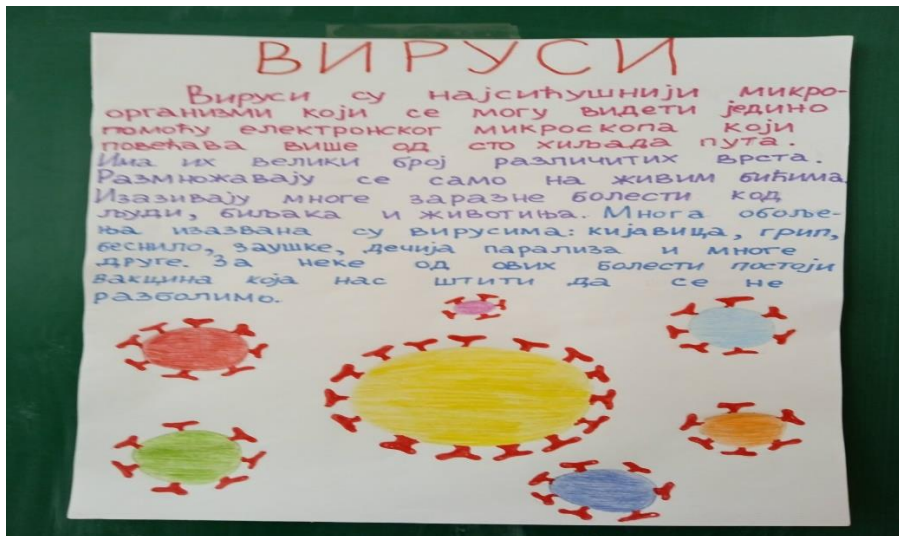 ВИРУСИ
Вируси су најсићушнији микро-
организми који се могу видети једино
помоћу електронског микроскопа који
повећава више од сто хиљада пута.
Има их велики број различитих врста.
Размножавају се само на живим бићима.
Изазивају многе заразне болести код
људи, биљака и животиња. Многа обоље-
ња изазвана су вирусима: кијавица, грип,
беснило, заушке, дечија парализа и многе
друге. За неке од ових болести постоји
вакцина која нас штити да се не
разболимо.